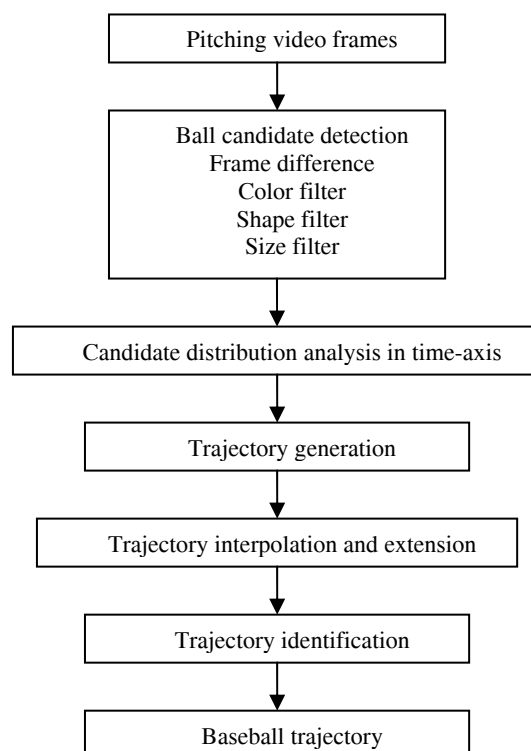 Pitching video frames
Ball candidate detection
Frame difference
Color filter
Shape filter
Size filter
Candidate distribution analysis in time-axis
Trajectory generation
Trajectory interpolation and extension
Trajectory identification
Baseball trajectory